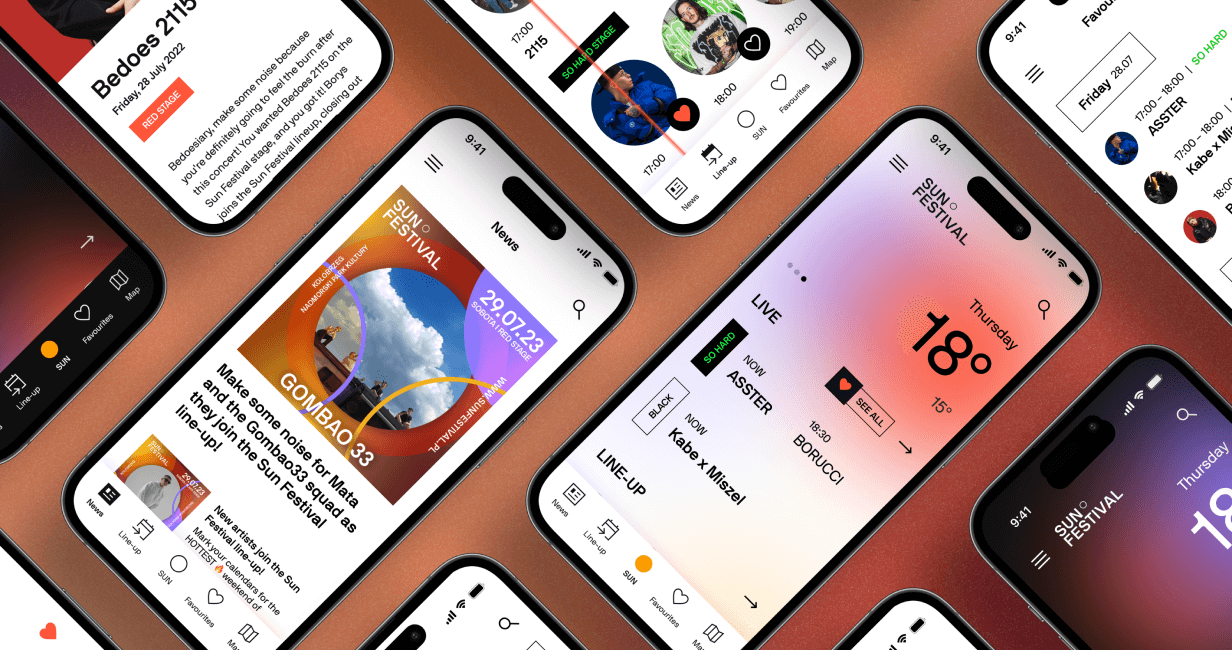 Bedoes 2115
Friday, 28 July 2022
RED STAGE
Bedoesiary, make some noise because
you're definitely going to feel the burn after
this concert! You wanted Bedoes 2115 on the
Sun Festival stage, and you got it! Borys
joins the Sun Festival lineup, closing out
17:00
2115
SO HARD STAGE
17:00
18:00
19:00
News
Line-up
SUN
Favourites
Map
9:41
Favou
Friday 28.07
17:00 - 18:00 | SO HARD
ASSTER
17:00 - 18:00 |
Kabe x Misz
18:0
Line-up
SUN
Favourites
Map
9:41
News
SUN
FESTIVAL
KOŁOBRZEG
NADMORSKI PARK KULTURY
29.07.23
SOBOTA I RED STAGE
GOMBAO 33
WWW.SUNFESTIVAL.PL
Make some noise for Mata
and the Gombao33 squad as
they join the Sun Festival
line-up!
SUN
FESTIVAL
29.07.23
New artists join the Sun
Festival line-up!
Mark your calendars for the
HOTTEST 🔥 weekend of
News
Line-up
SUN
Favourites
Ma
9:41
SUN
FESTIVAL
Thursday
18°
15°
LIVE
SEE ALL
SO HARD
NOW
ASSTER
18:30
BORUCCI
BLACK
NOW
Kabe x Miszel
LINE-UP
News
Line-up
SUN
Favourites
Ma
9:41
SUN
FESTIVAL
Thursday
18